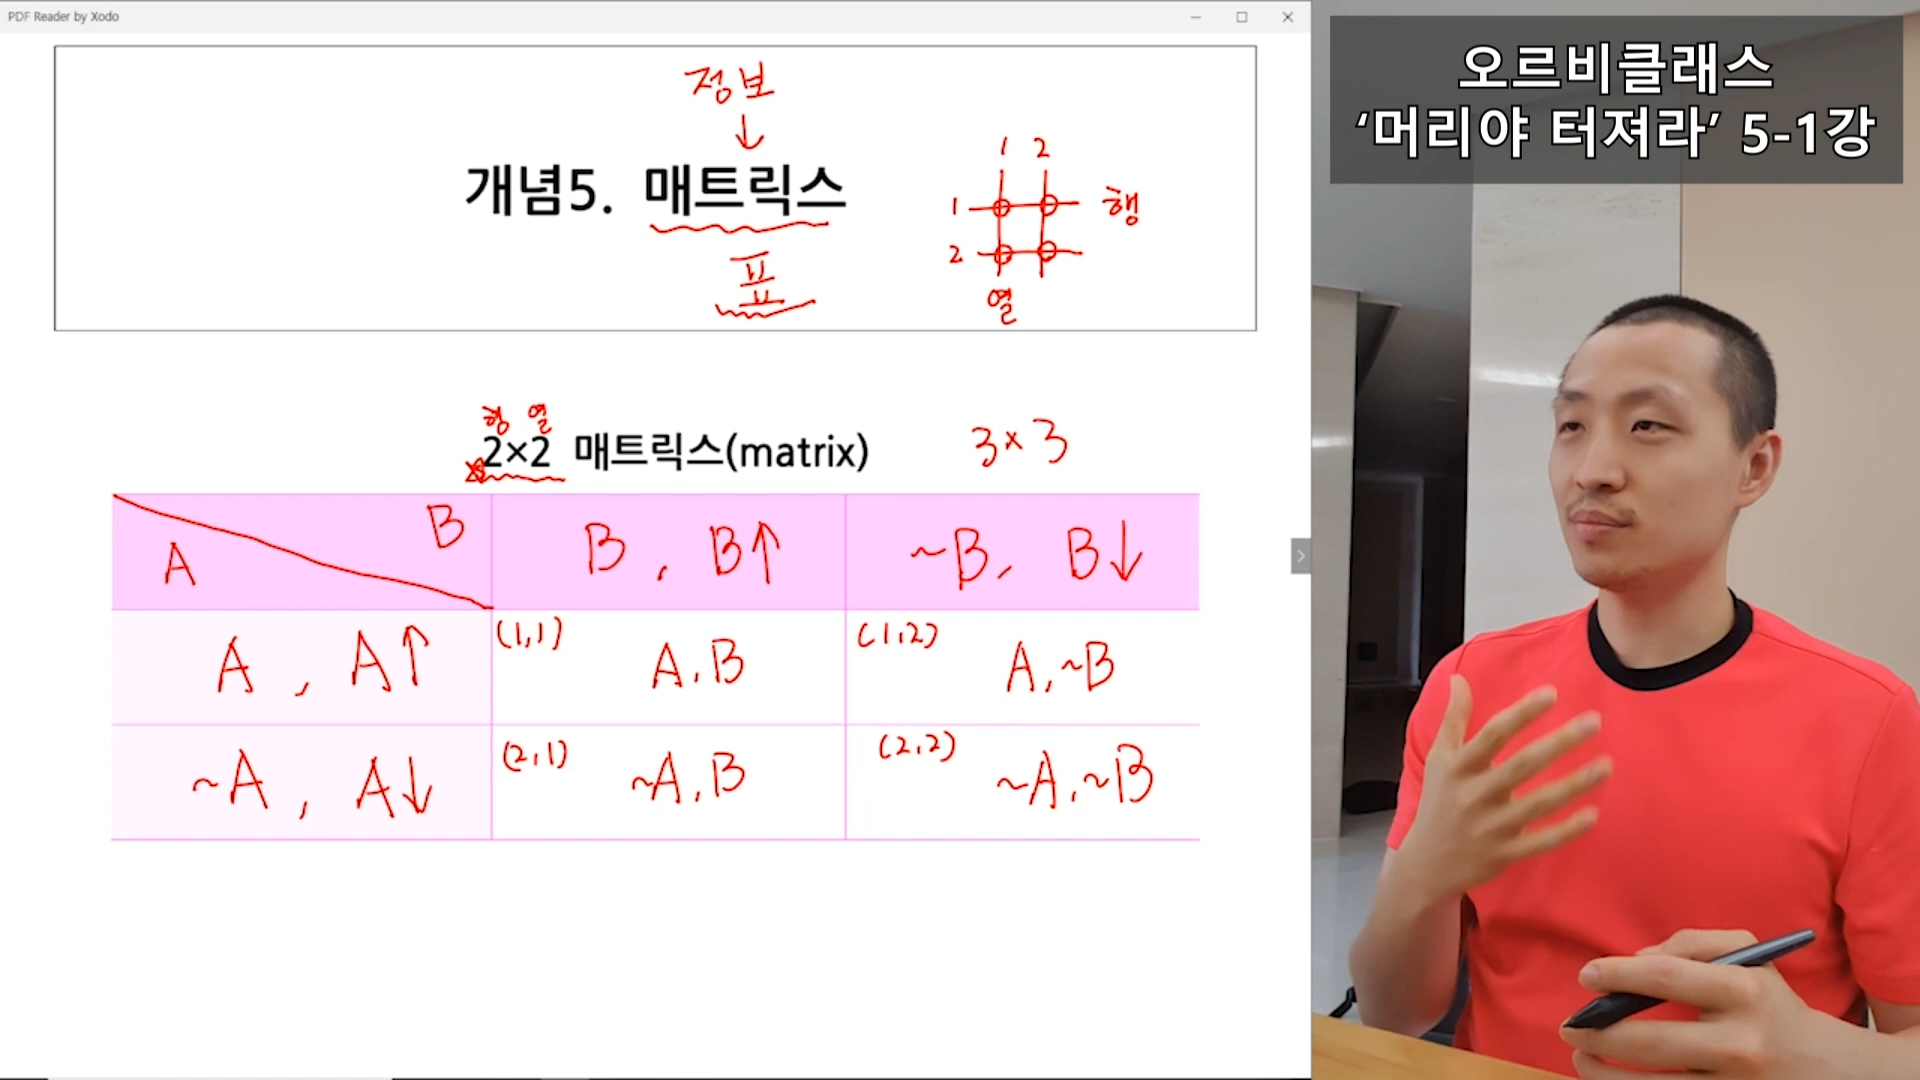 PDF Reader by Xodo
오르비클래스
‘머리야 터져라’ 5-1강
정보
↓
개념5. 매트릭스
표
1 2
1 행
2
열
행 열
2×2 매트릭스(matrix) 3×3
A B
B, B↑
~B, B↓
A, A↑
(1,1) A, B
(1,2) A, ~B
~A, A↓
(2,1) ~A, B
(2,2) ~A, ~B